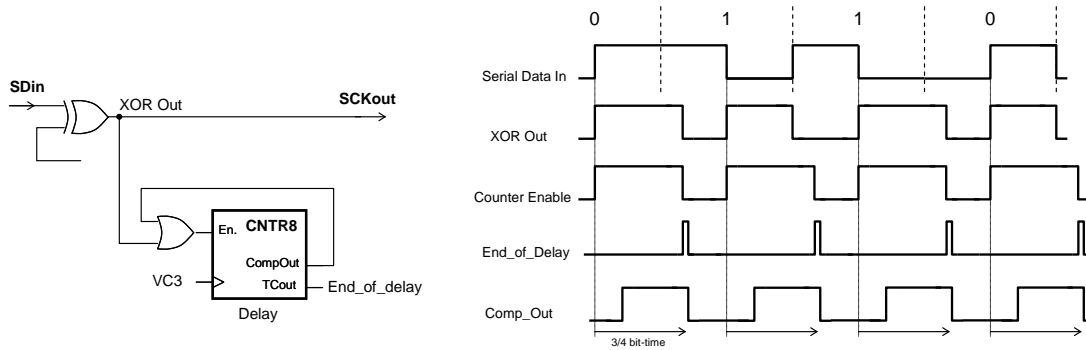 SDin
XOR Out
SCKout
En.
CNTR8
CompOut
TCout
VC3
End_of_delay
Delay
0 1 1 0
Serial Data In
XOR Out
Counter Enable
End_of_Delay
Comp_Out
3/4 bit-time